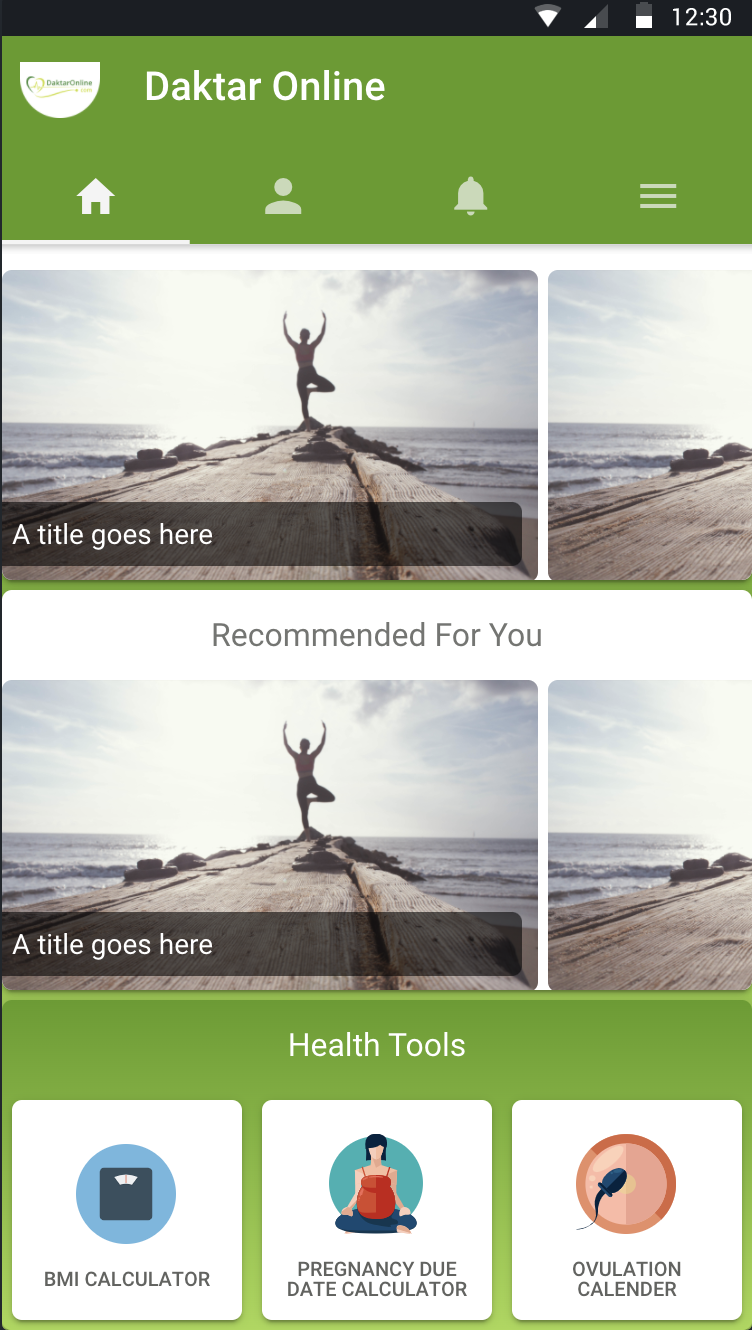 12:30
DaktarOnline
.com
Daktar Online
A title goes here
Recommended For You
A title goes here
Health Tools
BMI CALCULATOR
PREGNANCY DUE
DATE CALCULATOR
OVULATION
CALENDER